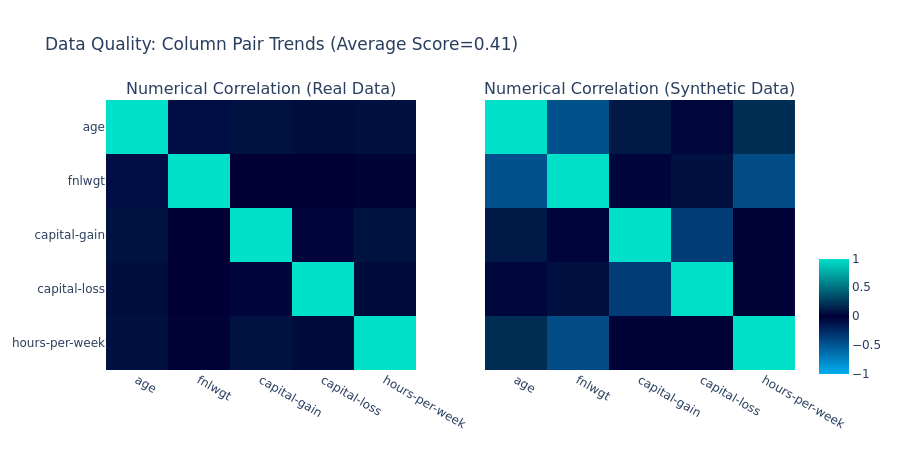 Data Quality: Column Pair Trends (Average Score=0.41)
Numerical Correlation (Real Data)
Numerical Correlation (Synthetic Data)
age
fnlwgt
capital-gain
capital-loss
hours-per-week
age
fnlwgt
capital-gain
capital-loss
hours-per-week
age
fnlwgt
capital-gain
capital-loss
hours-per-week
1
0.5
0
−0.5
−1